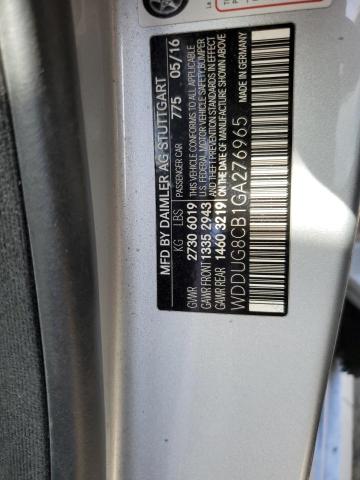 MFD BY DAIMLER AG STUTTGART
PASSENGER CAR 775 05/16
KG LBS
GVWR 2730 6019
GAWR FRONT 1335 2943
GAWR REAR 1460 3219
THIS VEHICLE CONFORMS TO ALL APPLICABLE
U.S. FEDERAL MOTOR VEHICLE SAFETY, BUMPER
AND THEFT PREVENTION STANDARDS IN EFFECT
ON THE DATE OF MANUFACTURE SHOWN ABOVE
WDDUG8CB1GA276965 MADE IN GERMANY